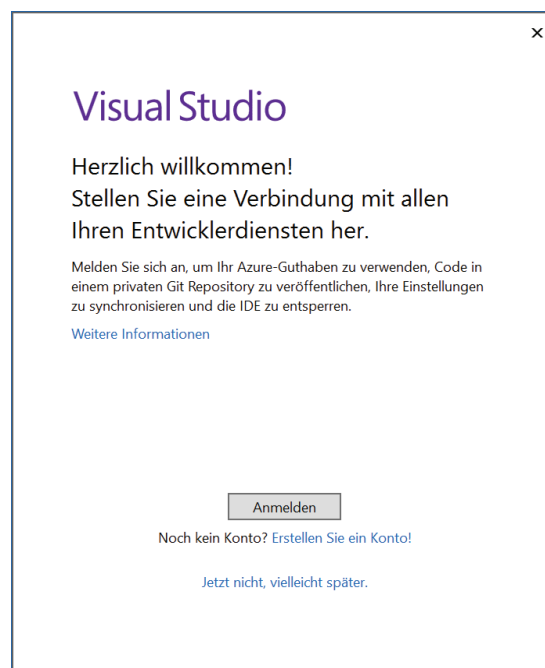 Visual Studio
Herzlich willkommen!
Stellen Sie eine Verbindung mit allen
Ihren Entwicklerdiensten her.
Melden Sie sich an, um Ihr Azure-Guthaben zu verwenden, Code in
einem privaten Git Repository zu veröffentlichen, Ihre Einstellungen
zu synchronisieren und die IDE zu entsperren.
Weitere Informationen
Anmelden
Noch kein Konto? Erstellen Sie ein Konto!
Jetzt nicht, vielleicht später.